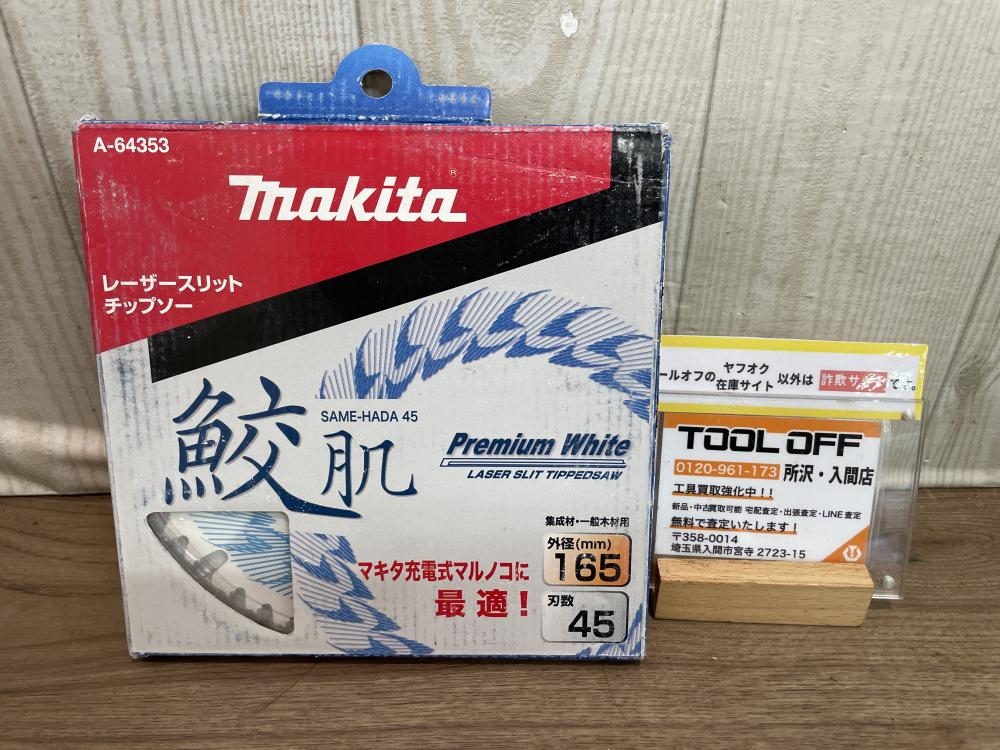 A-64353
makita®
レーザースリット
チップソー
鮫肌
SAME-HADA 45
Premium White
LASER SLIT TIPPEDSAW
集成材・一般木材用
外径(mm)
165
マキタ充電式マルノコに
最適！
刃数
45
ールオフの ヤフオク
在庫サイト 以外は 詐欺サ です。
TOOL OFF
0120-961-173 所沢・入間店
工具買取強化中！！
新品・中古買取可能 宅配査定・出張査定・LINE査定
無料で査定いたします！
〒358-0014
埼玉県入間市宮寺 2723-15